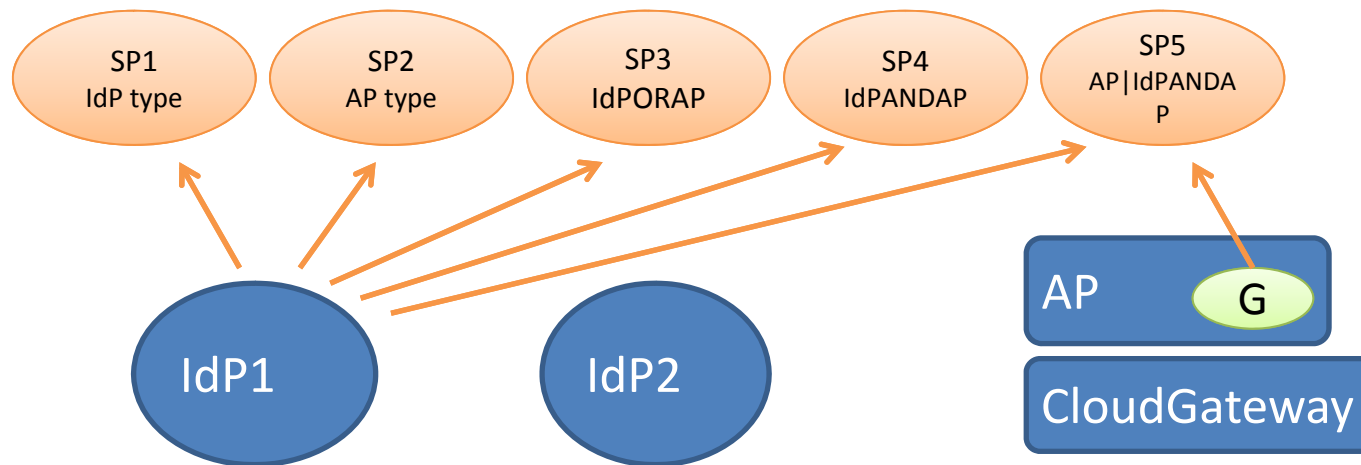 SP1
IdP type
SP2
AP type
SP3
IdPORAP
SP4
IdPANDAP
SP5
AP|IdPANDA
P
IdP1
IdP2
AP
G
CloudGateway